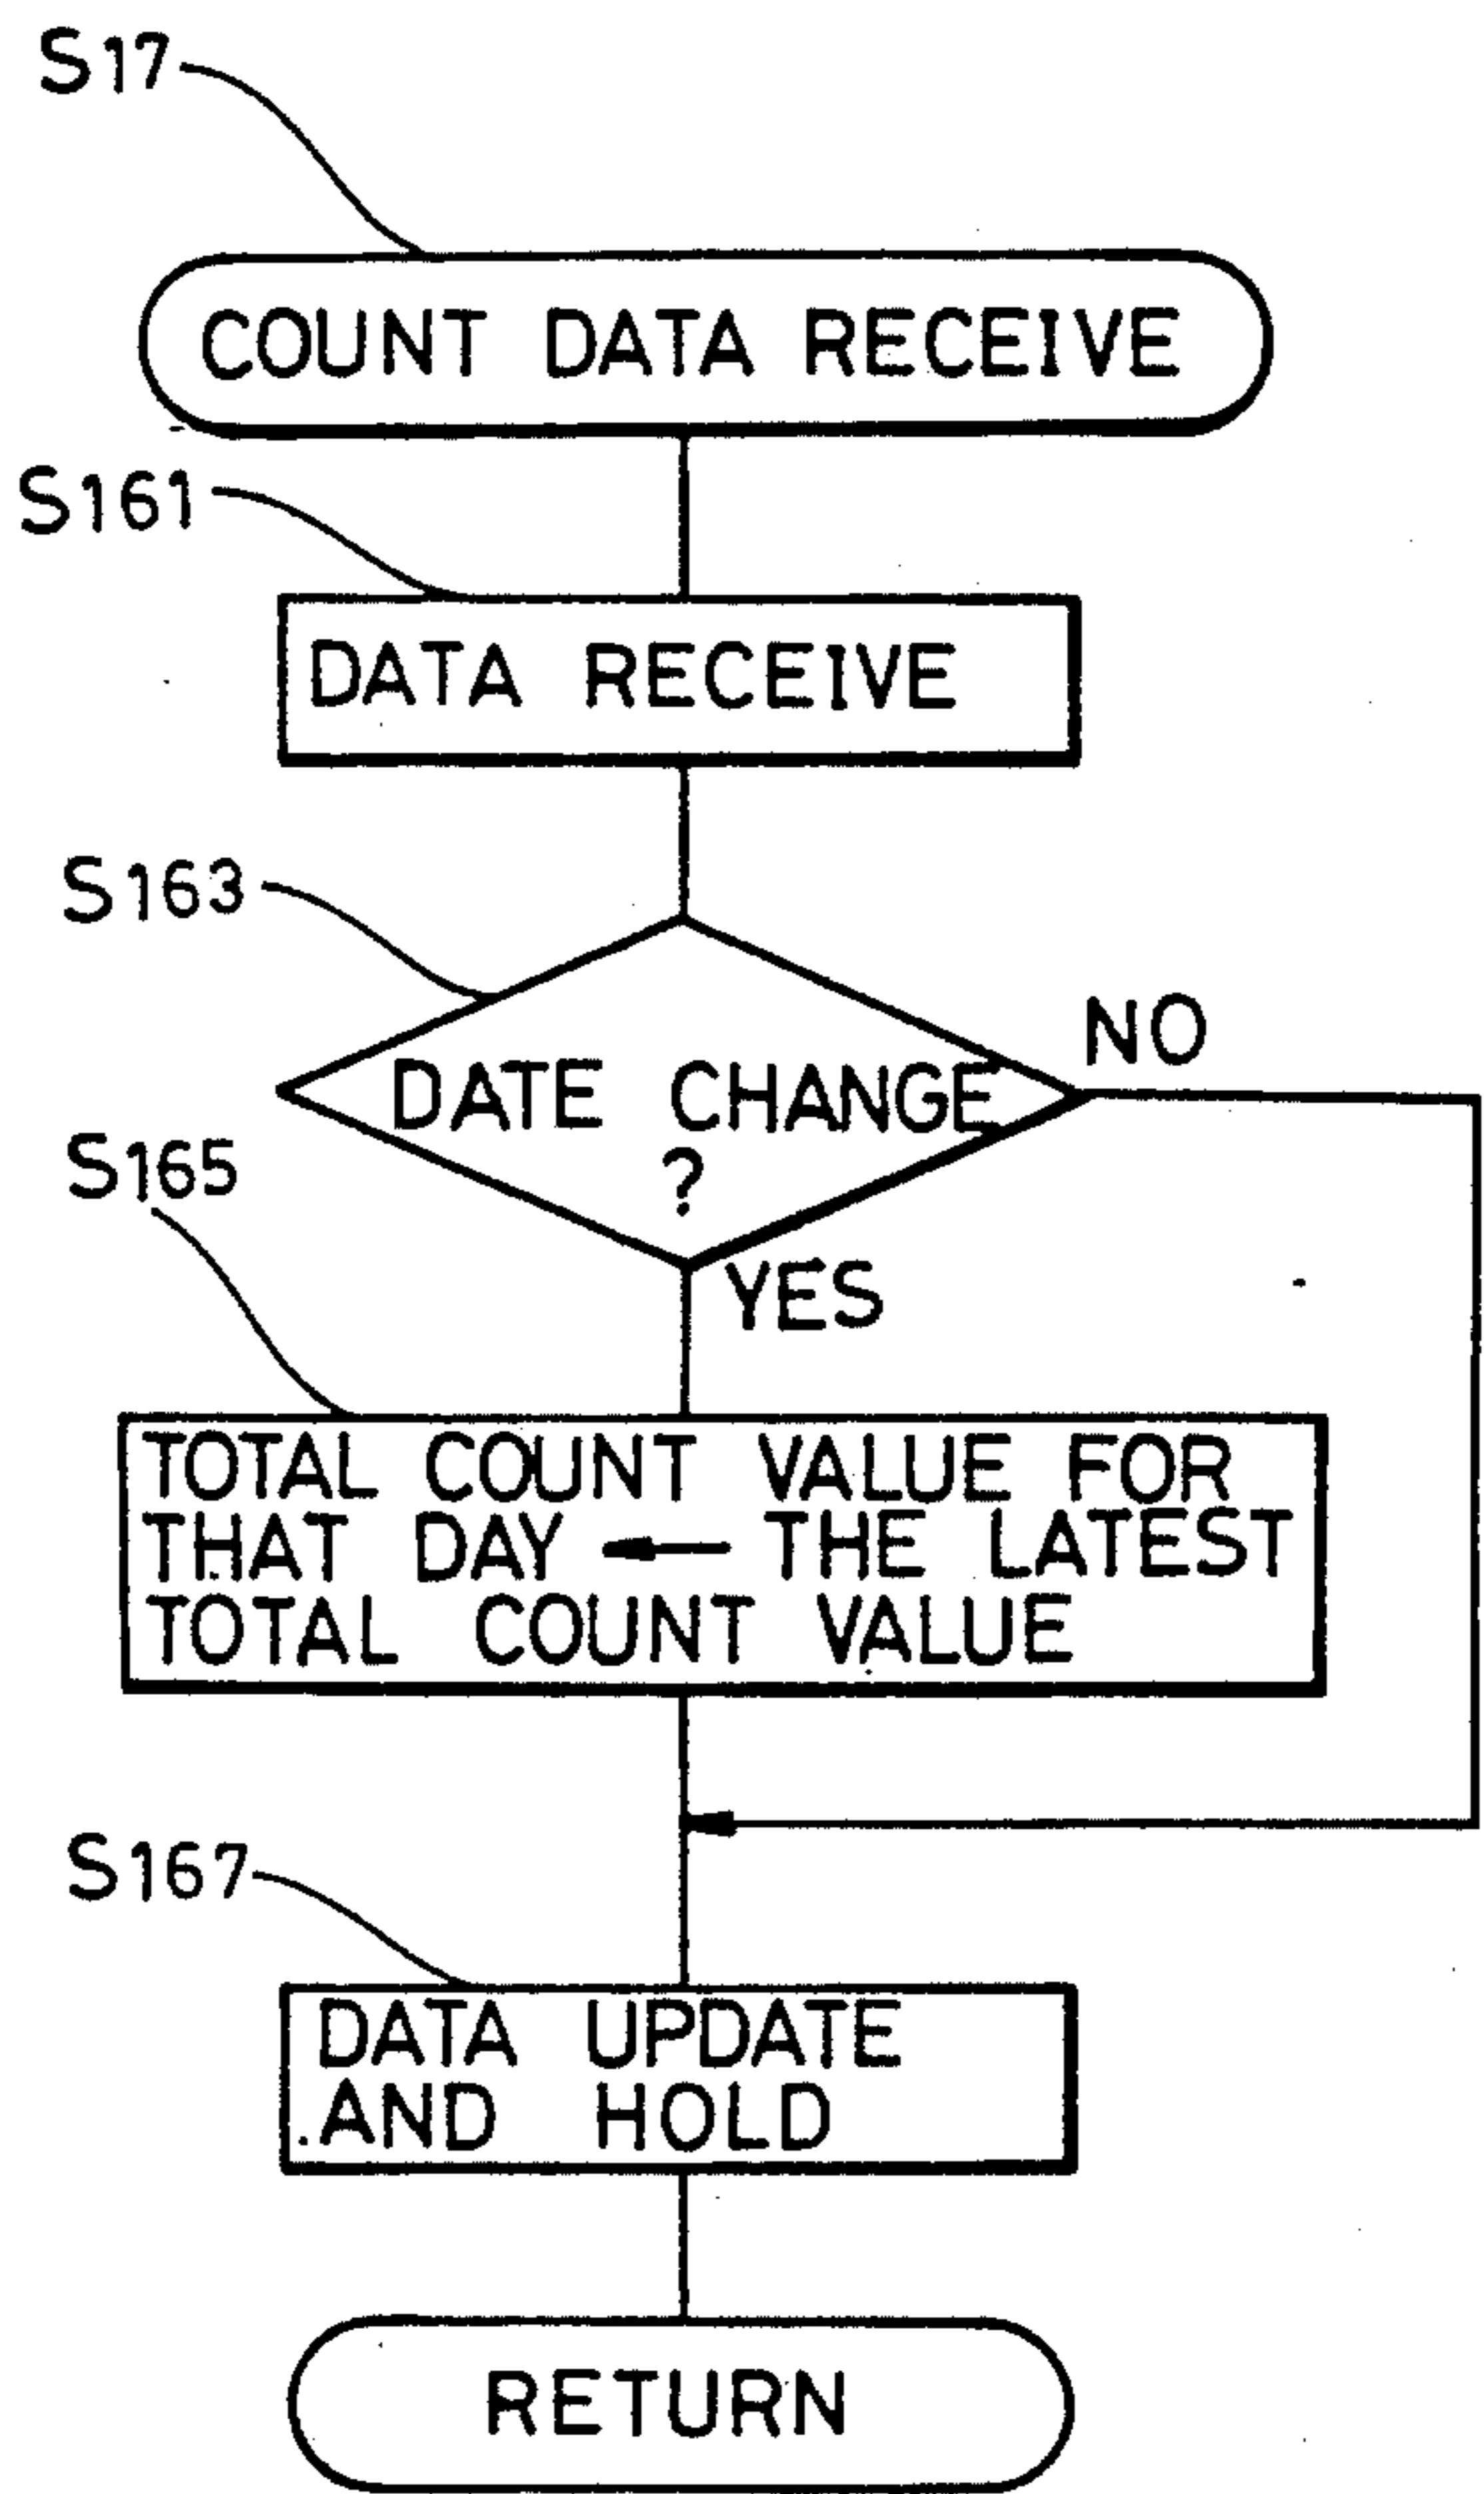 S17
COUNT DATA RECEIVE
S161
DATA RECEIVE
S163
DATE CHANGE
?
NO
S165
YES
TOTAL COUNT VALUE FOR
THAT DAY ← THE LATEST
TOTAL COUNT VALUE
S167
DATA UPDATE
AND HOLD
RETURN